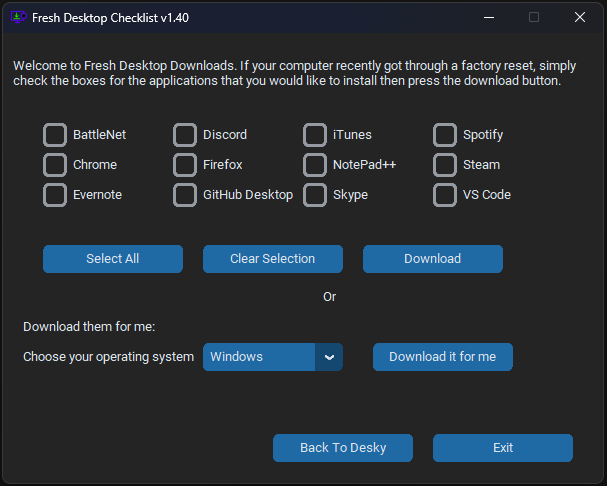 Fresh Desktop Checklist v1.40
Welcome to Fresh Desktop Downloads. If your computer recently got through a factory reset, simply
check the boxes for the applications that you would like to install then press the download button.
BattleNet Discord iTunes Spotify
Chrome Firefox NotePad++ Steam
Evernote GitHub Desktop Skype VS Code
Select All Clear Selection Download
Or
Download them for me:
Choose your operating system Windows Download it for me
Back To Desky Exit